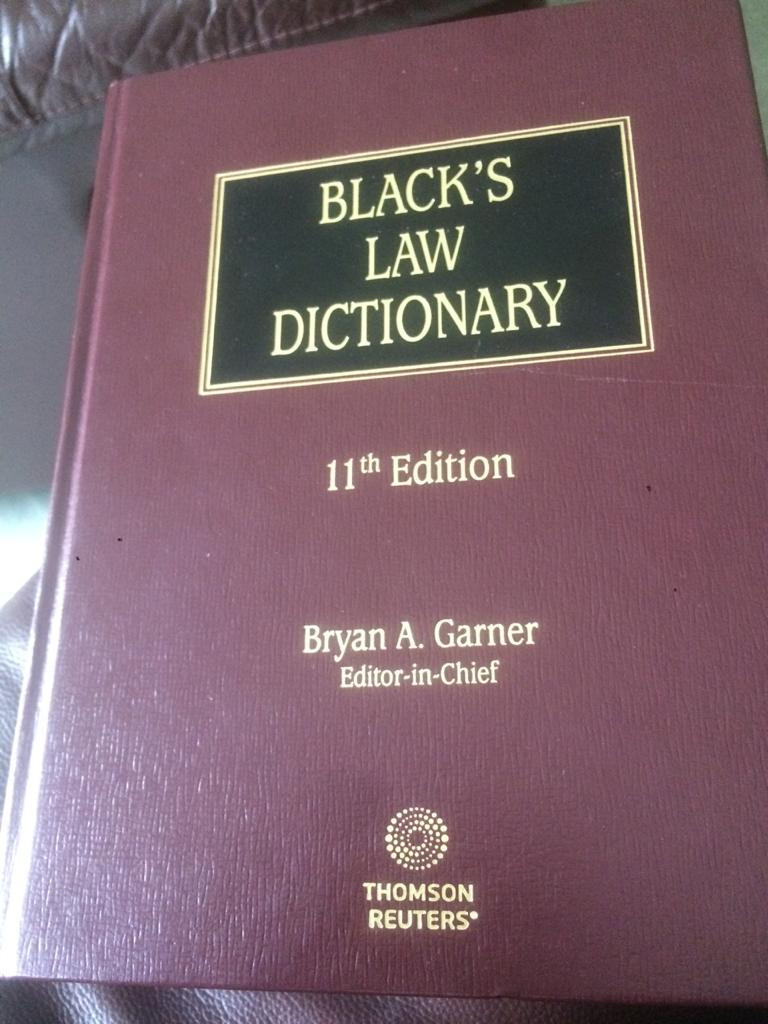 BLACK'S
LAW
DICTIONARY
11th Edition
Bryan A. Garner
Editor-in-Chief
THOMSON
REUTERS®